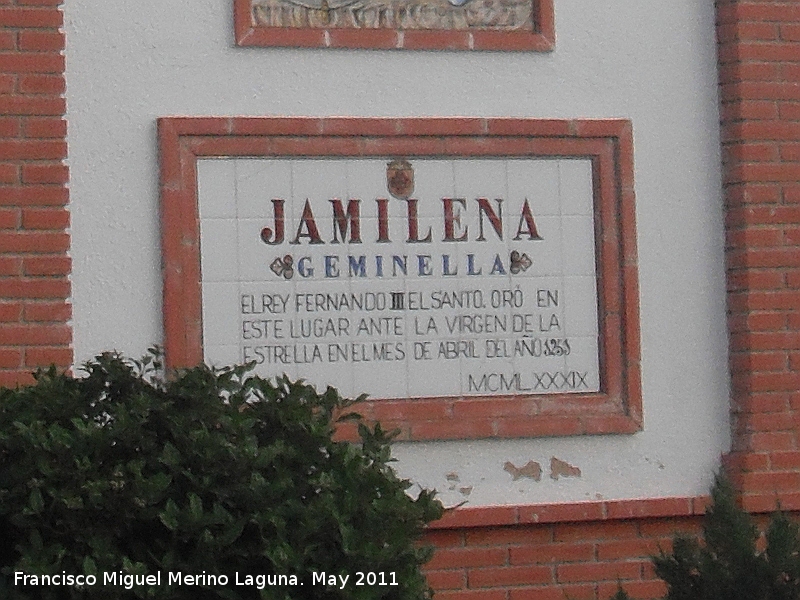 JAMILENA
GEMINELLA
EL REY FERNANDO III EL SANTO. ORÓ EN
ESTE LUGAR ANTE LA VIRGEN DE LA
ESTRELLA EN EL MES DE ABRIL DEL AÑO
MCMLXXXIX
Francisco Miguel Merino Laguna. May 2011